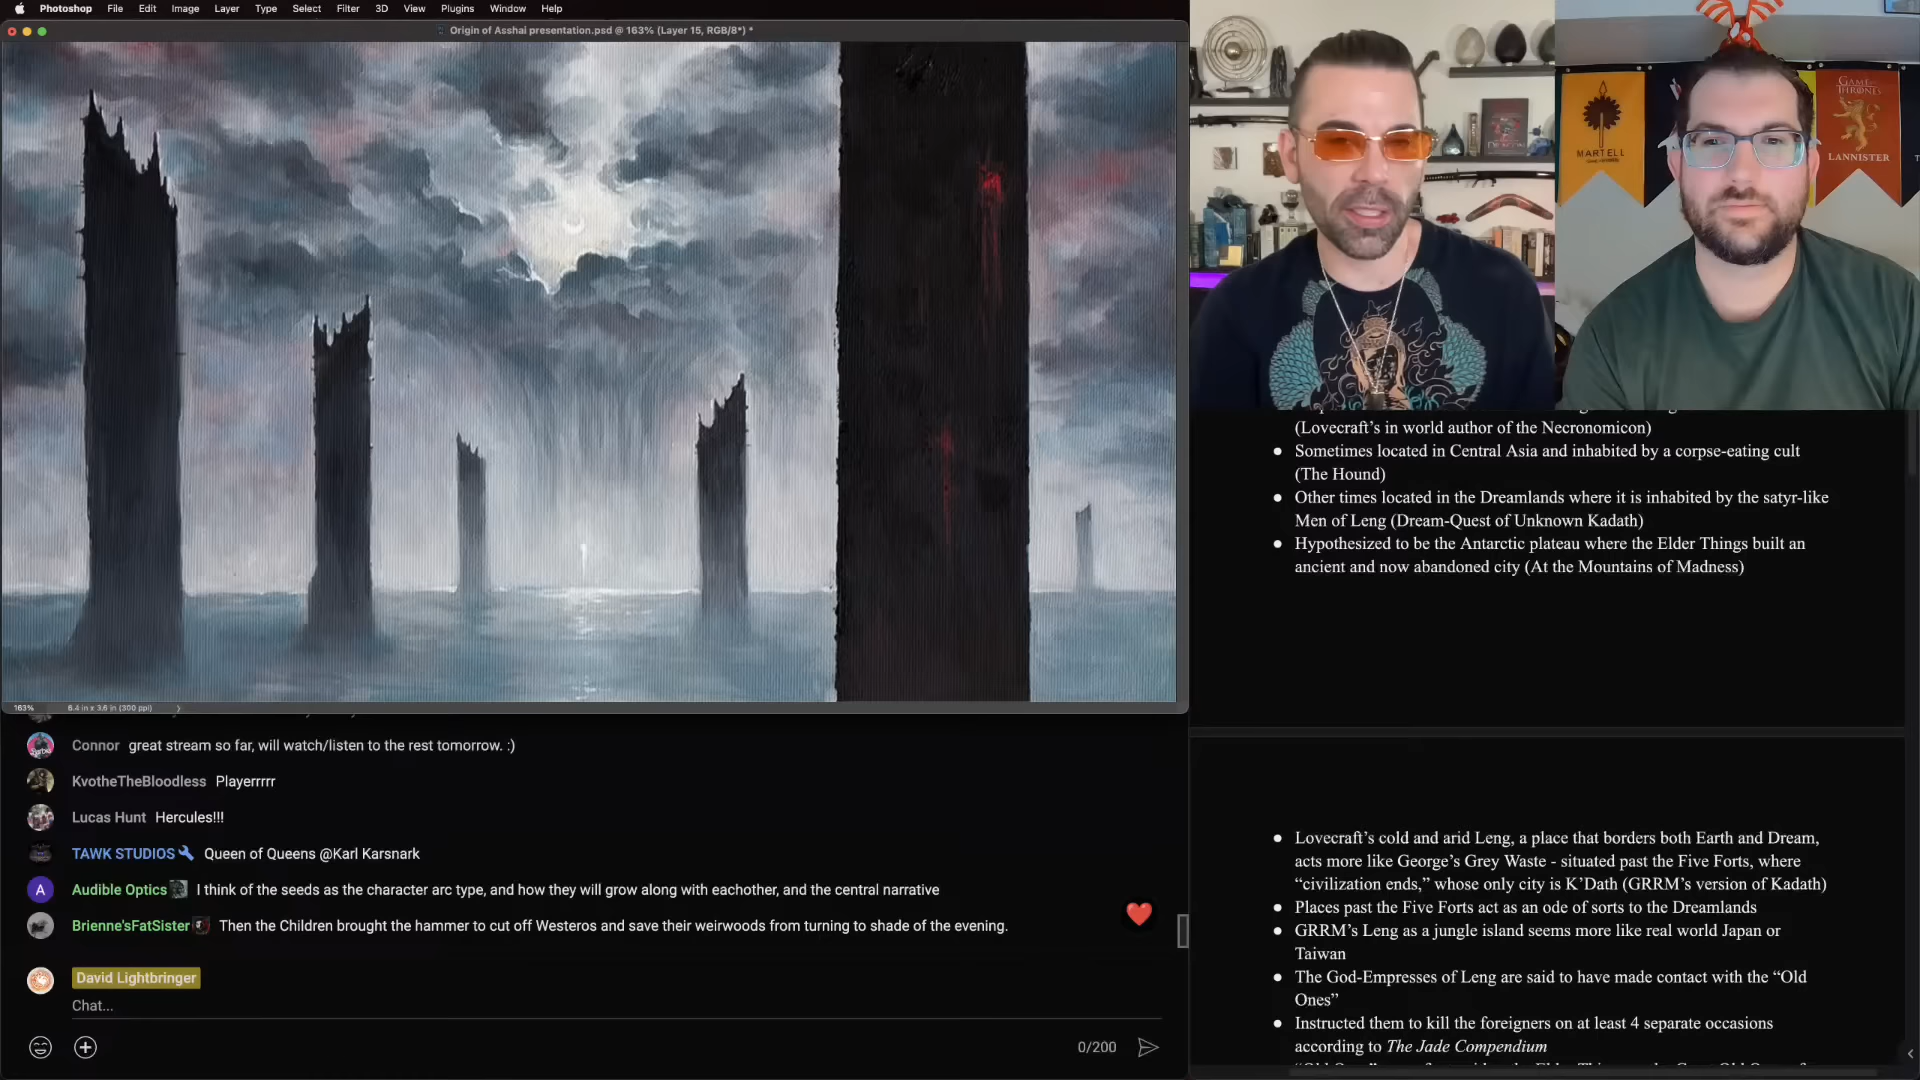 Photoshop File Edit Image Layer Type Select Filter 3D View Plugins Window Help
Origin of Asshai presentation.psd @ 163% (Layer 15, RGB/8*) *
MARTELL
GAME OF THRONES
LANNISTER
163% 6.4 in x 3.6 in (300 ppi)
Connor great stream so far, will watch/listen to the rest tomorrow. :)
KvotheTheBloodless Playerrrrr
Lucas Hunt Hercules!!!
TAWK STUDIOS Queen of Queens @Karl Karsnark
A Audible Optics I think of the seeds as the character arc type, and how they will grow along with eachother, and the central narrative
Brienne'sFatSister Then the Children brought the hammer to cut off Westeros and save their weirwoods from turning to shade of the evening.
David Lightbringer
Chat...
0/200
(Lovecraft’s in world author of the Necronomicon)
● Sometimes located in Central Asia and inhabited by a corpse-eating cult
(The Hound)
● Other times located in the Dreamlands where it is inhabited by the satyr-like
Men of Leng (Dream-Quest of Unknown Kadath)
● Hypothesized to be the Antarctic plateau where the Elder Things built an
ancient and now abandoned city (At the Mountains of Madness)
● Lovecraft’s cold and arid Leng, a place that borders both Earth and Dream,
acts more like George’s Grey Waste - situated past the Five Forts, where
“civilization ends,” whose only city is K’Dath (GRRM’s version of Kadath)
● Places past the Five Forts act as an ode of sorts to the Dreamlands
● GRRM’s Leng as a jungle island seems more like real world Japan or
Taiwan
● The God-Empresses of Leng are said to have made contact with the “Old
Ones”
● Instructed them to kill the foreigners on at least 4 separate occasions
according to The Jade Compendium